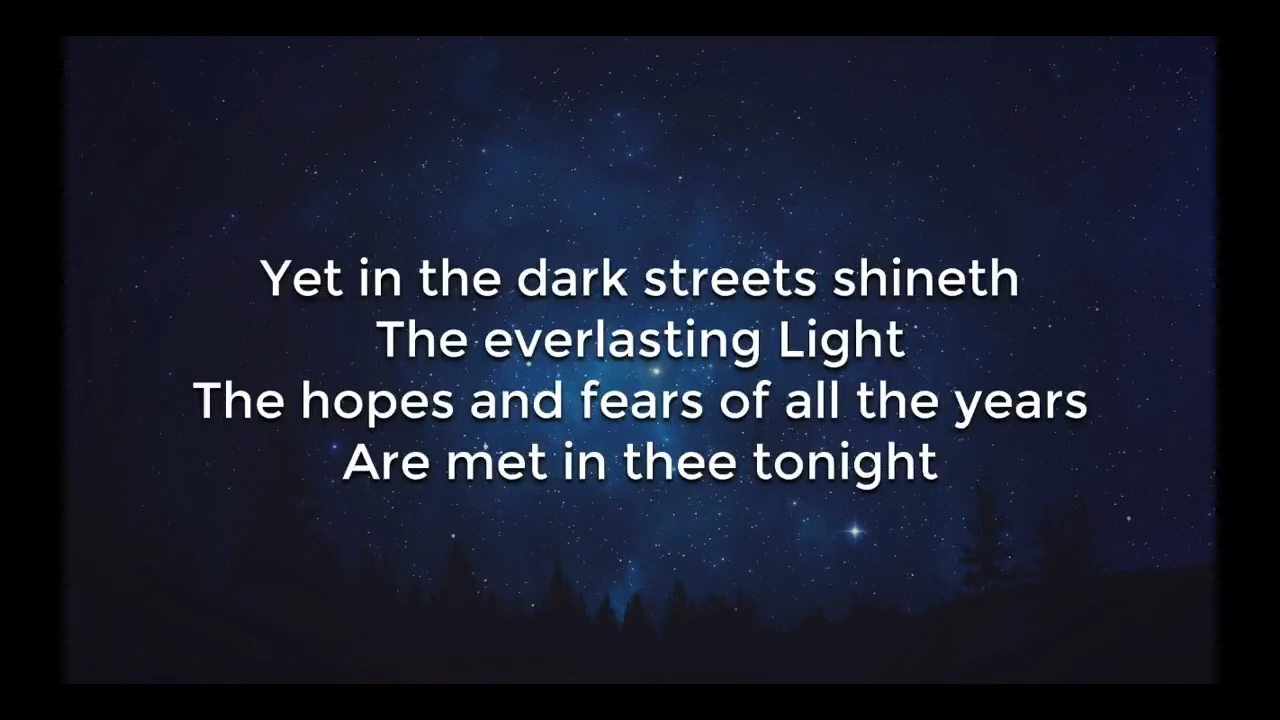 Yet in the dark streets shineth
The everlasting Light
The hopes and fears of all the years
Are met in thee tonight